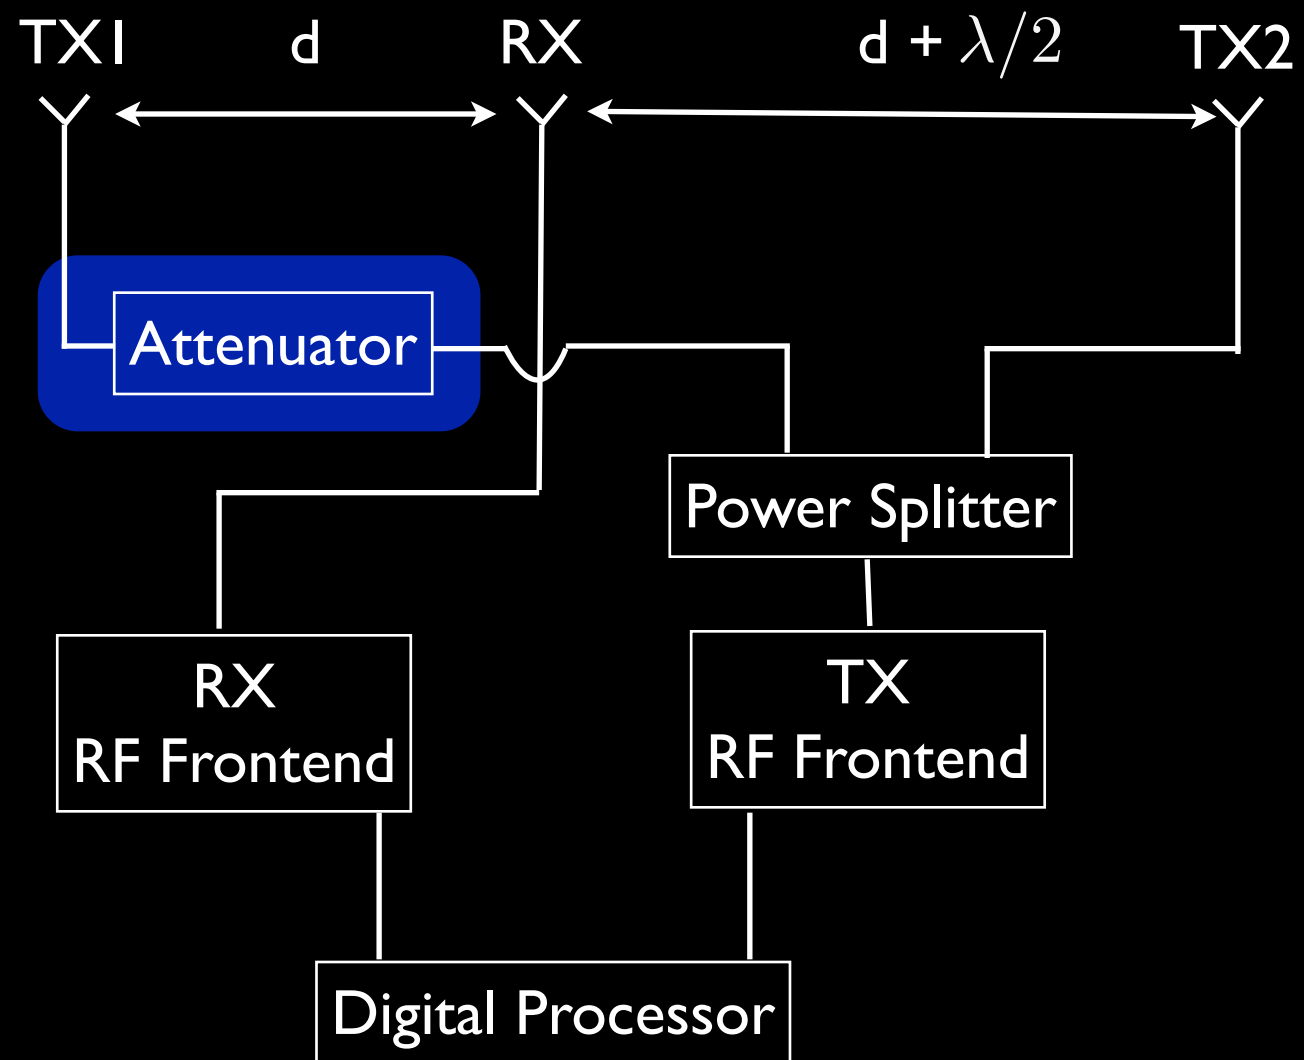 TX1 d RX d + λ/2 TX2
Attenuator
Power Splitter
RX
RF Frontend
TX
RF Frontend
Digital Processor